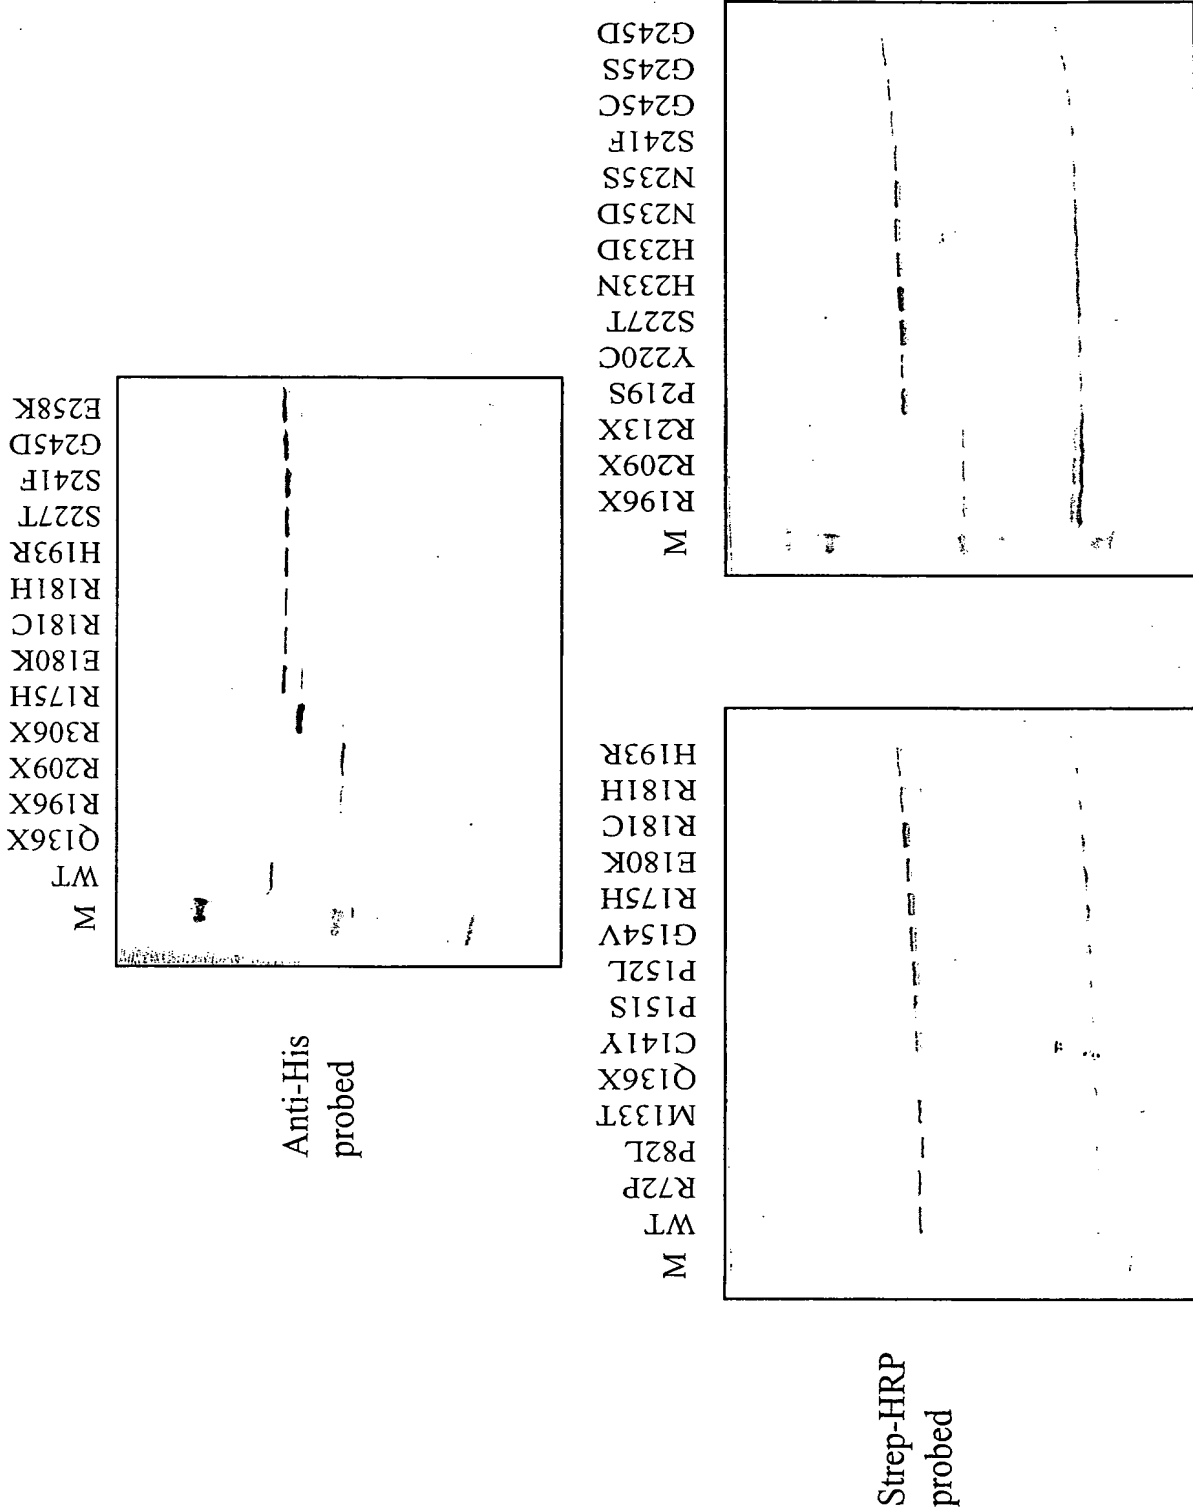 Anti-His
probed
M
WT
Q136X
R196X
R209X
R306X
R175H
E180K
R181C
R181H
H193R
S227T
S241F
G245D
E258K
Strep-HRP
probed
M
WT
R72P
P82L
M133T
Q136X
C141Y
P151S
P152L
G154V
R175H
E180K
R181C
R181H
H193R
M
R196X
R209X
R213X
P219S
Y220C
S227T
H233N
H233D
N235D
N235S
S241F
G245C
G245S
G245D